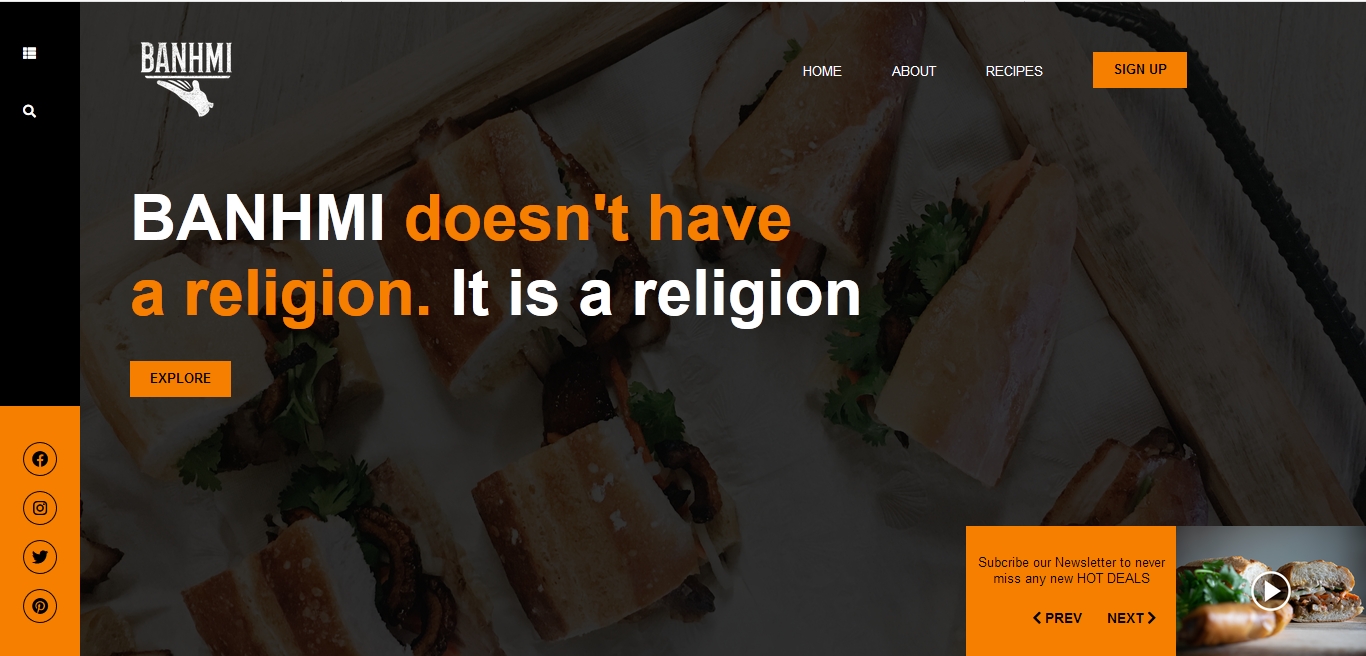 BANHMI
HOME
ABOUT
RECIPES
SIGN UP
BANHMI doesn't have
a religion. It is a religion
EXPLORE
Subcribe our Newsletter to never
miss any new HOT DEALS
PREV
NEXT